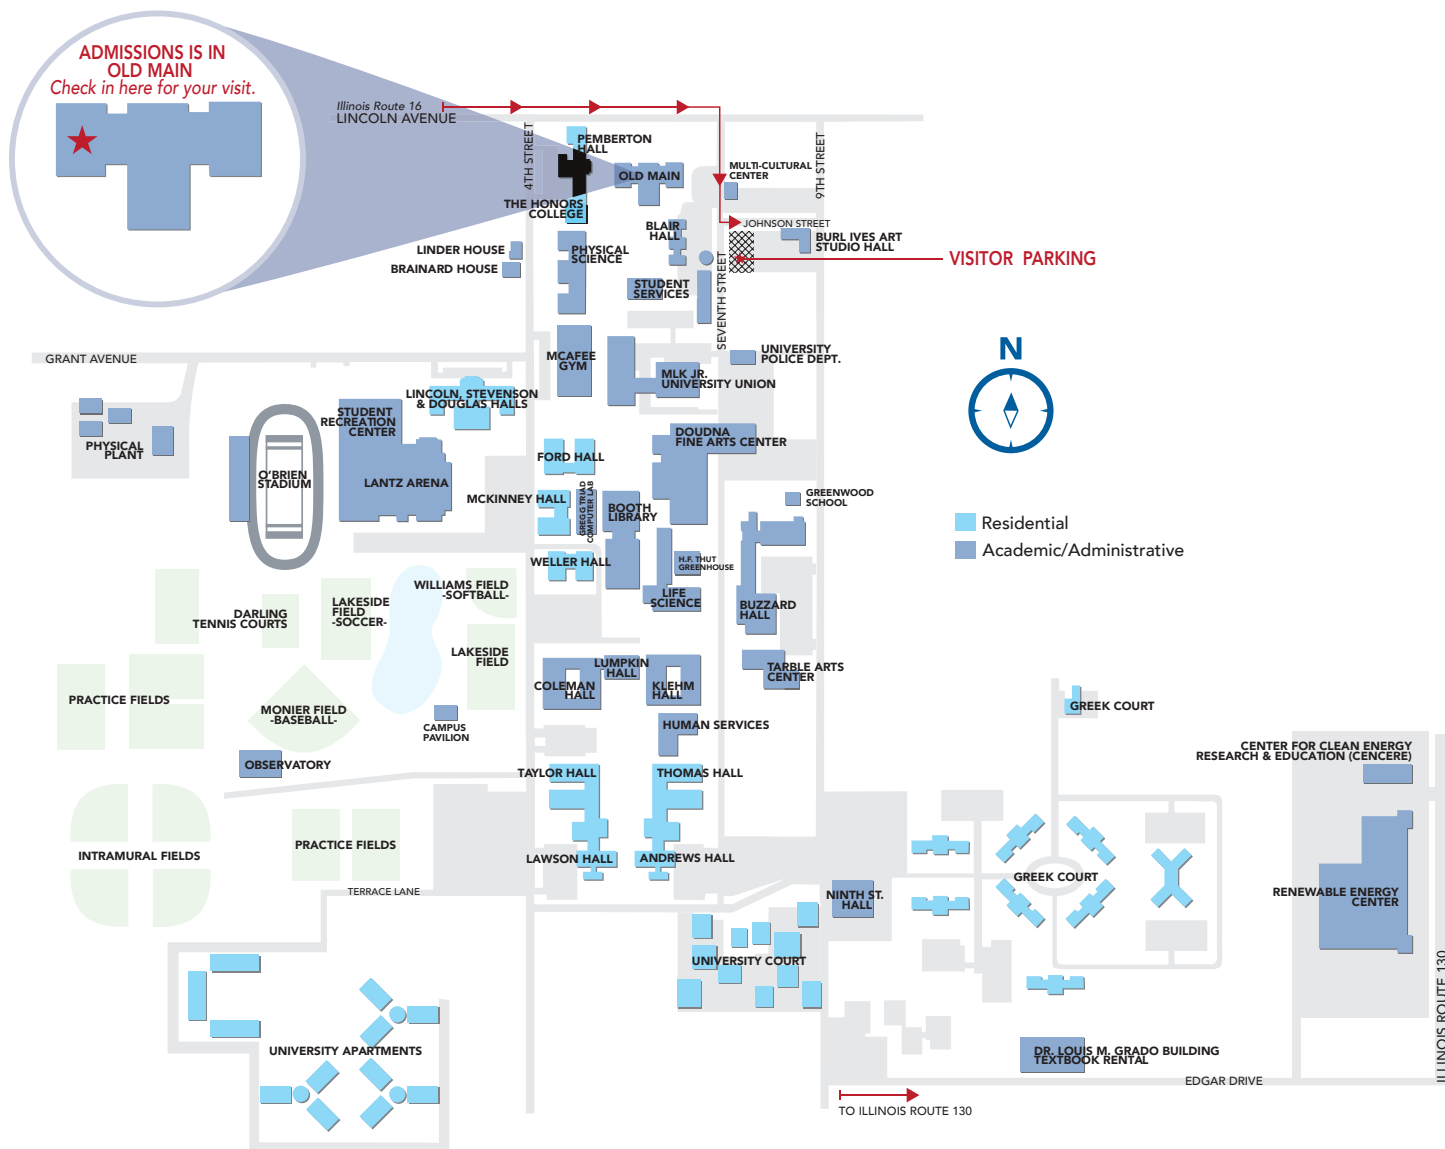 ADMISSIONS IS IN
OLD MAIN
Check in here for your visit.
Illinois Route 16
LINCOLN AVENUE
4TH STREET
PEMBERTON
HALL
OLD MAIN
MULTI-CULTURAL
CENTER
9TH STREET
THE HONORS
COLLEGE
BLAIR
HALL
JOHNSON STREET
BURL IVES ART
STUDIO HALL
LINDER HOUSE
BRAINARD HOUSE
PHYSICAL
SCIENCE
VISITOR PARKING
STUDENT
SERVICES
SEVENTH STREET
N
GRANT AVENUE
MCAFEE
GYM
UNIVERSITY
POLICE DEPT.
MLK JR.
UNIVERSITY UNION
LINCOLN, STEVENSON
& DOUGLAS HALLS
STUDENT
RECREATION
CENTER
PHYSICAL
PLANT
DOUDNA
FINE ARTS CENTER
FORD HALL
O'BRIEN
STADIUM
LANTZ ARENA
MCKINNEY HALL
GREGG TRIAD
COMPUTER LAB
BOOTH
LIBRARY
GREENWOOD
SCHOOL
Residential
Academic/Administrative
WELLER HALL
H.F. THUT
GREENHOUSE
WILLIAMS FIELD
-SOFTBALL-
LIFE
SCIENCE
BUZZARD
HALL
LAKESIDE
FIELD
-SOCCER-
DARLING
TENNIS COURTS
LAKESIDE
FIELD
LUMPKIN
HALL
COLEMAN
HALL
KLEHM
HALL
TARBLE ARTS
CENTER
PRACTICE FIELDS
MONIER FIELD
-BASEBALL-
CAMPUS
PAVILION
HUMAN SERVICES
GREEK COURT
CENTER FOR CLEAN ENERGY
RESEARCH & EDUCATION (CENCERE)
OBSERVATORY
TAYLOR HALL
THOMAS HALL
PRACTICE FIELDS
INTRAMURAL FIELDS
LAWSON HALL
ANDREWS HALL
GREEK COURT
TERRACE LANE
NINTH ST.
HALL
RENEWABLE ENERGY
CENTER
UNIVERSITY COURT
ILLINOIS ROUTE 130
UNIVERSITY APARTMENTS
DR. LOUIS M. GRADO BUILDING
TEXTBOOK RENTAL
EDGAR DRIVE
TO ILLINOIS ROUTE 130